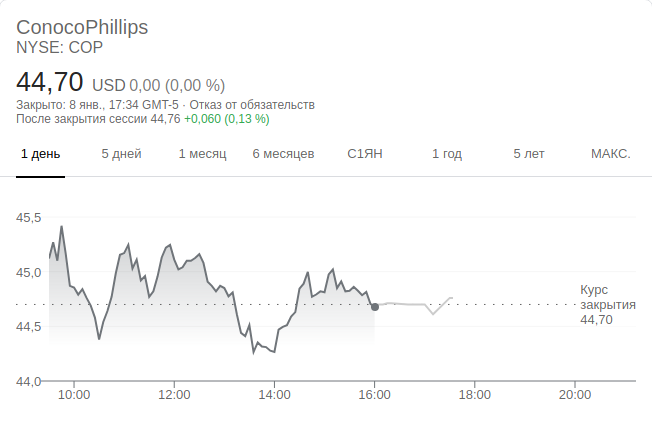 ConocoPhillips
NYSE: COP
44,70 USD 0,00 (0,00 %)
Закрыто: 8 янв., 17:34 GMT-5 · Отказ от обязательств
После закрытия сессии 44,76 +0,060 (0,13 %)
1 день 5 дней 1 месяц 6 месяцев С1ЯН 1 год 5 лет МАКС.
45,5
45,0
44,5
44,0
Курс
закрытия
44,70
10:00 12:00 14:00 16:00 18:00 20:00